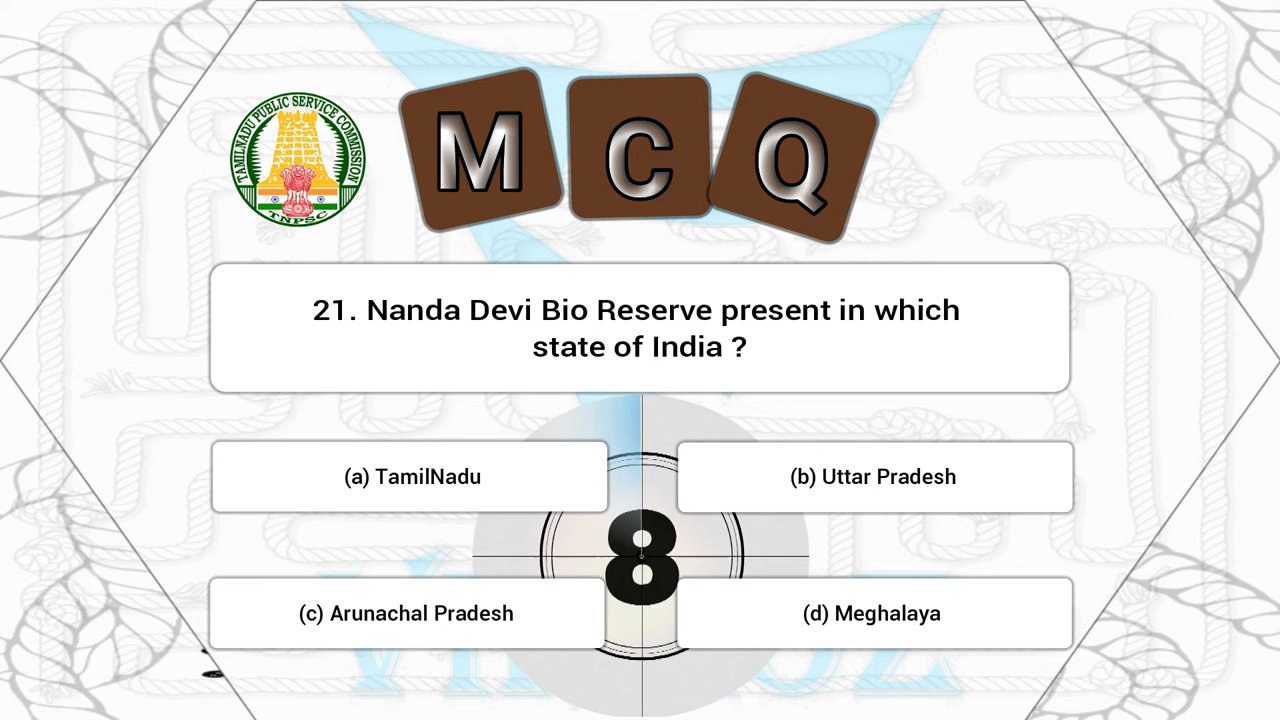 TAMILNADU PUBLIC SERVICE COMMISSION
TNPSC
M C Q
21. Nanda Devi Bio Reserve present in which
state of India ?
(a) TamilNadu
(b) Uttar Pradesh
8
(c) Arunachal Pradesh
(d) Meghalaya